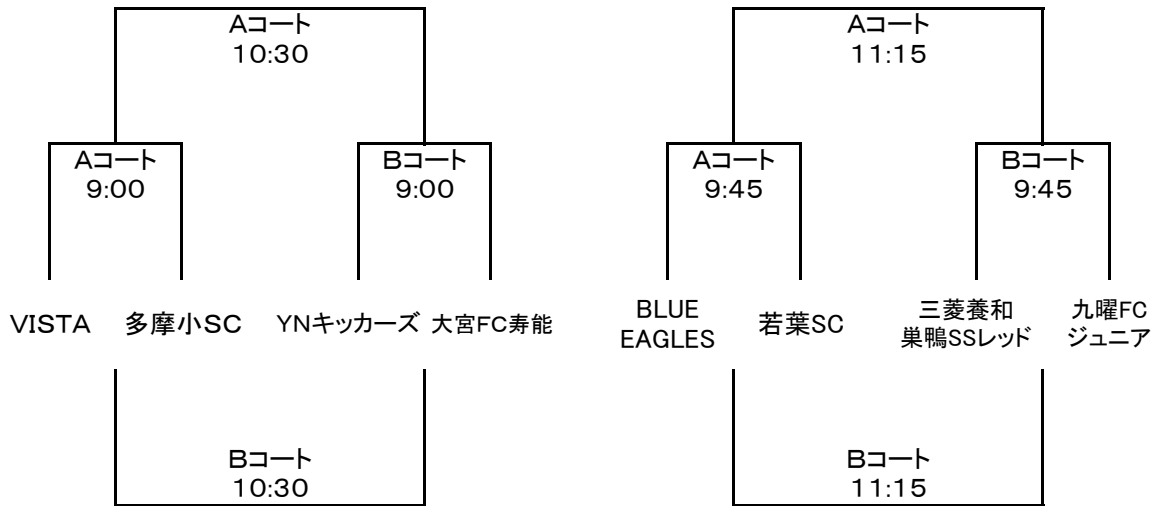 Aコート
10:30
Aコート
11:15
Aコート
9:00
Bコート
9:00
Aコート
9:45
Bコート
9:45
VISTA
多摩小SC
YNキッカーズ
大宮FC寿能
BLUE
EAGLES
若葉SC
三菱養和
巣鴨SSレッド
九曜FC
ジュニア
Bコート
10:30
Bコート
11:15